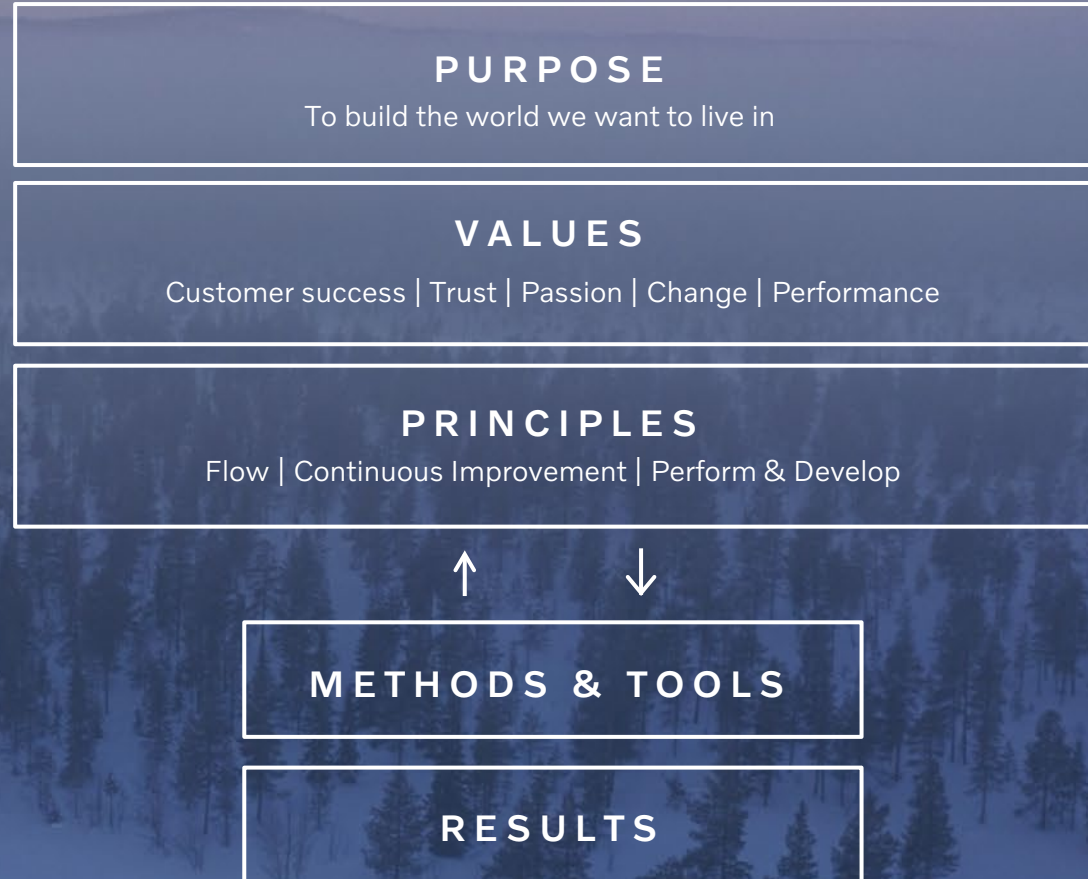 PURPOSE
To build the world we want to live in
VALUES
Customer success | Trust | Passion | Change | Performance
PRINCIPLES
Flow | Continuous Improvement | Perform & Develop
METHODS & TOOLS
RESULTS